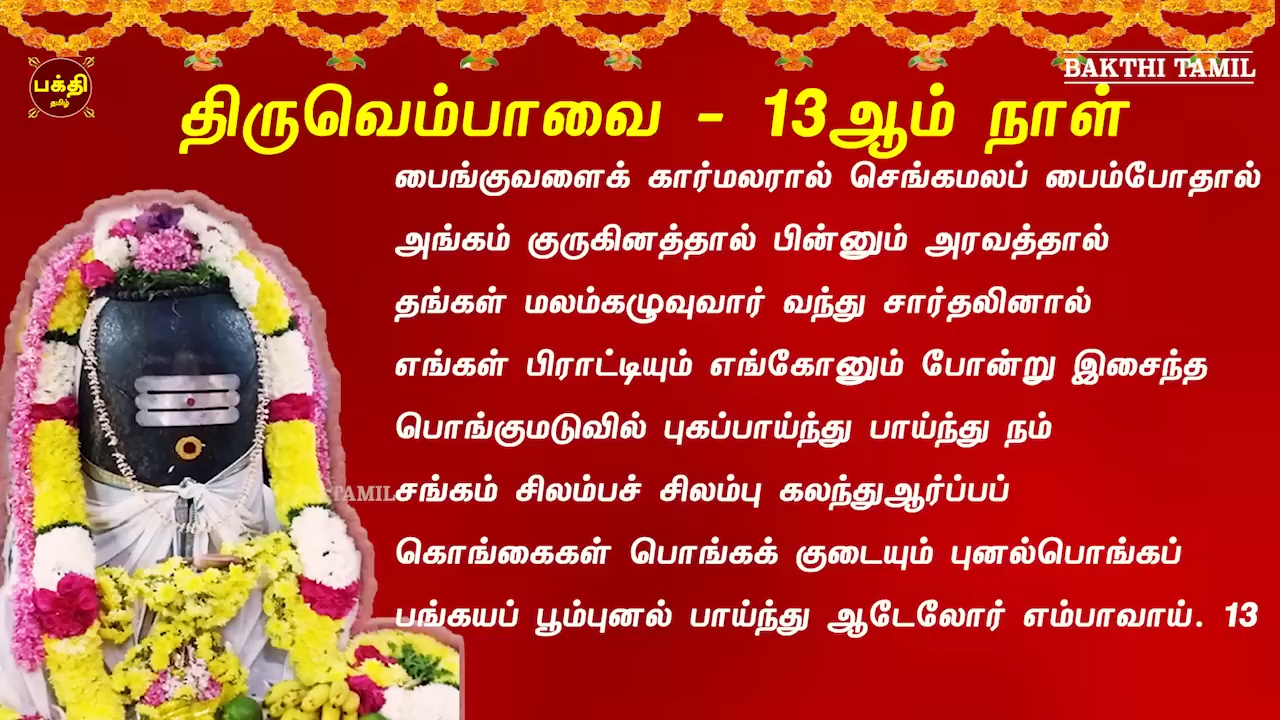 பக்தி
தமிழ்
BAKTHI TAMIL
திருவெம்பாவை - 13ஆம் நாள்
பைங்குவளைக் கார்மலரால் செங்கமலப் பைம்போதால்
அங்கம் குருகினத்தால் பின்னும் அரவத்தால்
தங்கள் மலம்கழுவுவார் வந்து சார்தலினால்
எங்கள் பிராட்டியும் எங்கோனும் போன்று இசைந்த
பொங்குமடுவில் புகப்பாய்ந்து பாய்ந்து நம்
TAMIL
சங்கம் சிலம்பச் சிலம்பு கலந்துஆர்ப்பப்
கொங்கைகள் பொங்கக் குடையும் புனல்பொங்கப்
பங்கயப் பூம்புனல் பாய்ந்து ஆடேலோர் எம்பாவாய். 13